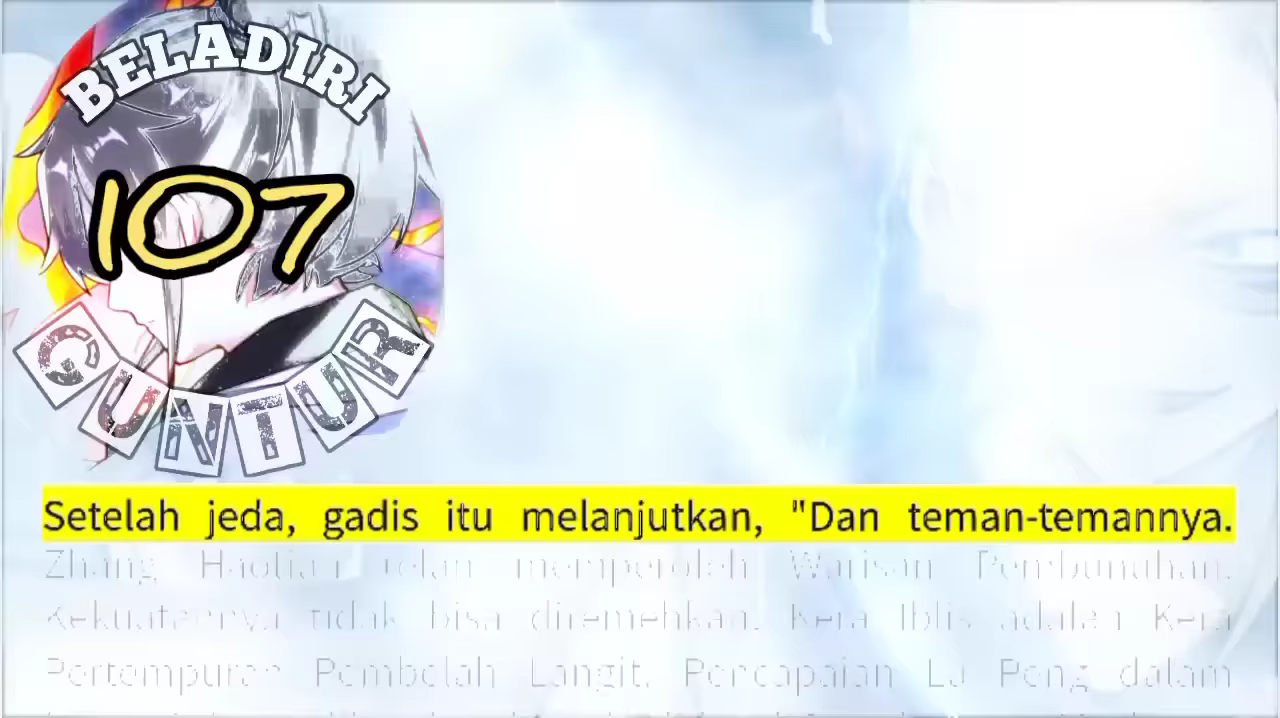 BELADIRI
107
GUNTUR
Setelah jeda, gadis itu melanjutkan, "Dan teman-temannya.
Zhang Haotian telah memperoleh Warisan Pembunuhan.
Kekuatannya tidak bisa diremehkan. Kera Iblis adalah Kera
Pertempuran Pembelah Langit. Pencapaian Lu Peng dalam